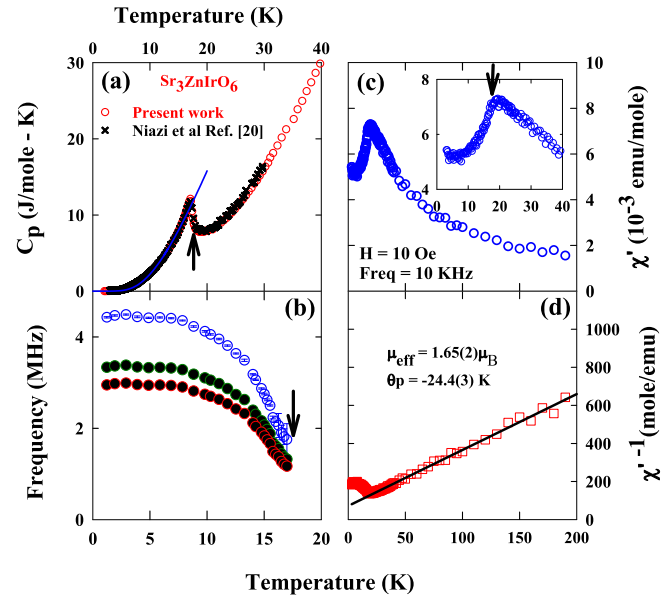 Temperature (K)
0 10 20 30 40
(a)
Sr3ZnIrO6
Present work
Niazi et al Ref. [20]
30
20
10
0
Cp (J/mole - K)
(c)
8
6
4
0 10 20 30 40
H = 10 Oe
Freq = 10 KHz
10
8
6
4
2
0
χ' (10⁻³ emu/mole)
(b)
4
2
0
Frequency (MHz)
0 5 10 15 20
(d)
μeff = 1.65(2)μB
θp = -24.4(3) K
1000
800
600
400
200
0
χ'⁻¹ (mole/emu)
0 50 100 150 200
Temperature (K)